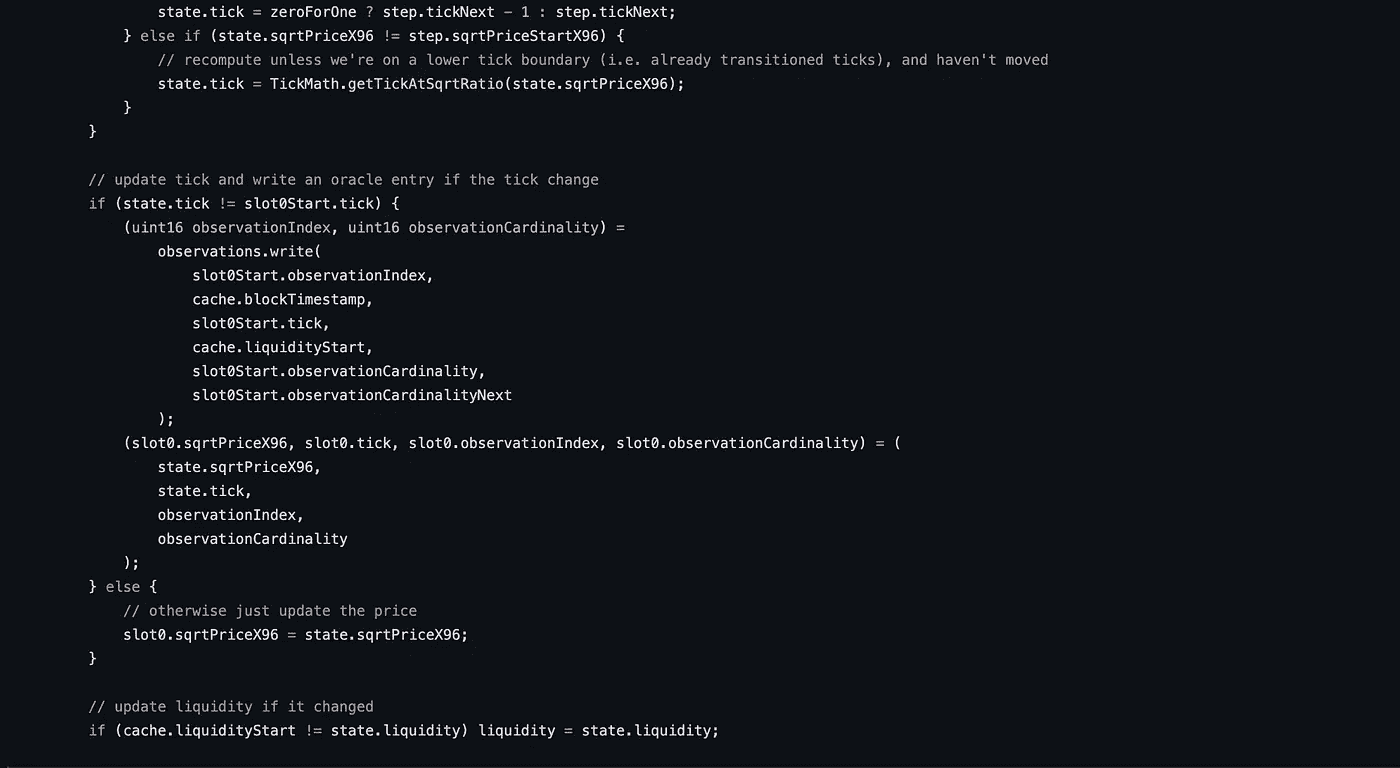 state.tick = zeroForOne ? step.tickNext - 1 : step.tickNext;
} else if (state.sqrtPriceX96 != step.sqrtPriceStartX96) {
// recompute unless we're on a lower tick boundary (i.e. already transitioned ticks), and haven't moved
state.tick = TickMath.getTickAtSqrtRatio(state.sqrtPriceX96);
}
}
// update tick and write an oracle entry if the tick change
if (state.tick != slot0Start.tick) {
(uint16 observationIndex, uint16 observationCardinality) =
observations.write(
slot0Start.observationIndex,
cache.blockTimestamp,
slot0Start.tick,
cache.liquidityStart,
slot0Start.observationCardinality,
slot0Start.observationCardinalityNext
);
(slot0.sqrtPriceX96, slot0.tick, slot0.observationIndex, slot0.observationCardinality) = (
state.sqrtPriceX96,
state.tick,
observationIndex,
observationCardinality
);
} else {
// otherwise just update the price
slot0.sqrtPriceX96 = state.sqrtPriceX96;
}
// update liquidity if it changed
if (cache.liquidityStart != state.liquidity) liquidity = state.liquidity;